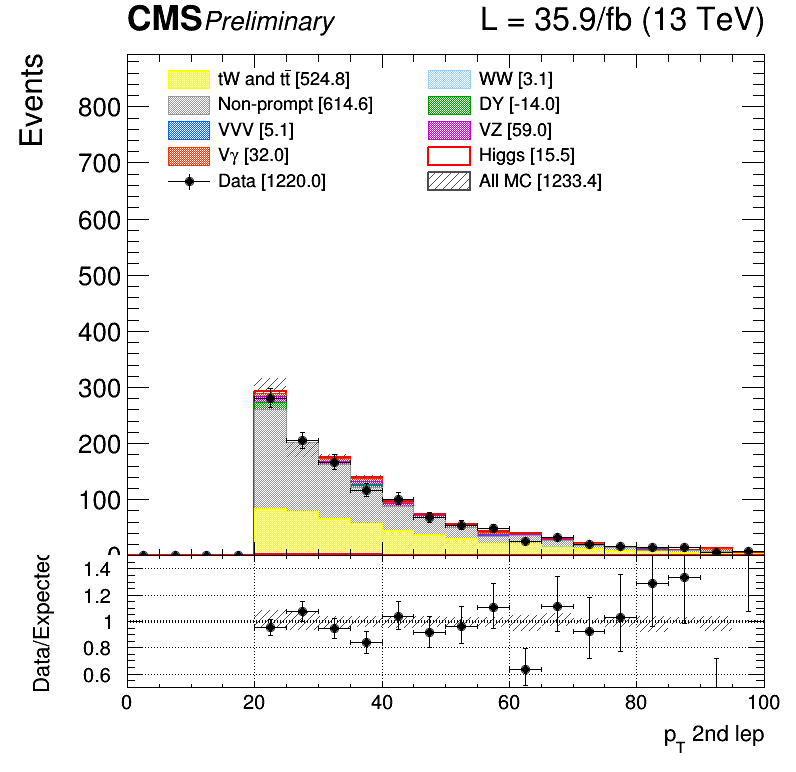 CMS Preliminary L = 35.9/fb (13 TeV)
Events
tW and tt̄ [524.8] WW [3.1]
Non-prompt [614.6] DY [-14.0]
VVV [5.1] VZ [59.0]
Vγ [32.0] Higgs [15.5]
Data [1220.0] All MC [1233.4]
800
700
600
500
400
300
200
100
0
Data/Expected
1.4
1.2
1
0.8
0.6
0 20 40 60 80 100
p_T 2nd lep